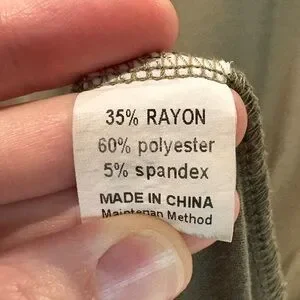 35% RAYON
60% polyester
5% spandex
MADE IN CHINA
Maintenan Method